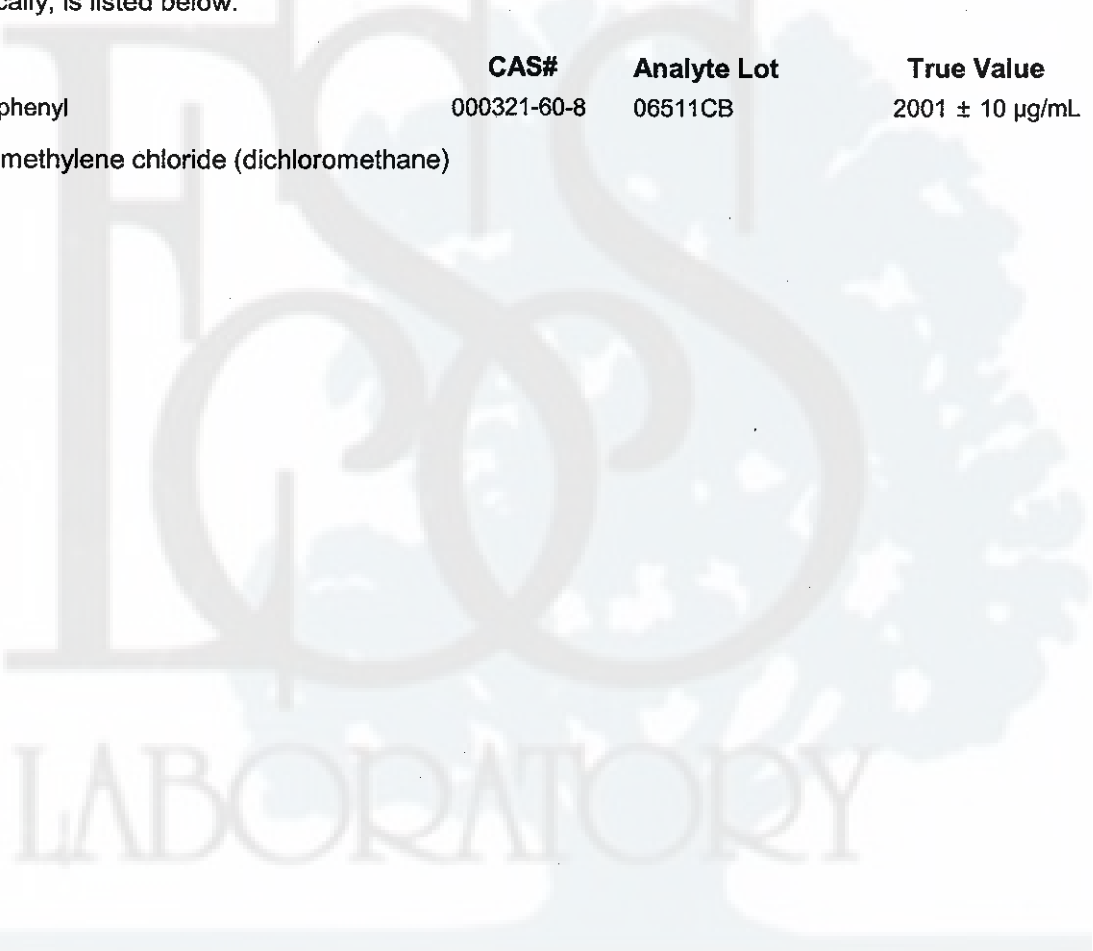 cally, is listed below.
CAS# Analyte Lot True Value
phenyl 000321-60-8 06511CB 2001 ± 10 µg/mL
methylene chloride (dichloromethane)
ESS
LABORATORY